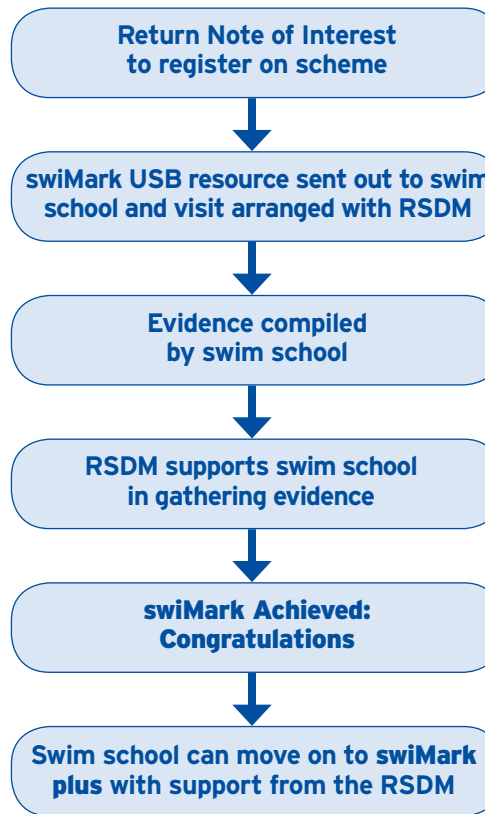 Return Note of Interest
to register on scheme
swiMark USB resource sent out to swim
school and visit arranged with RSDM
Evidence compiled
by swim school
RSDM supports swim school
in gathering evidence
swiMark Achieved:
Congratulations
Swim school can move on to swiMark
plus with support from the RSDM